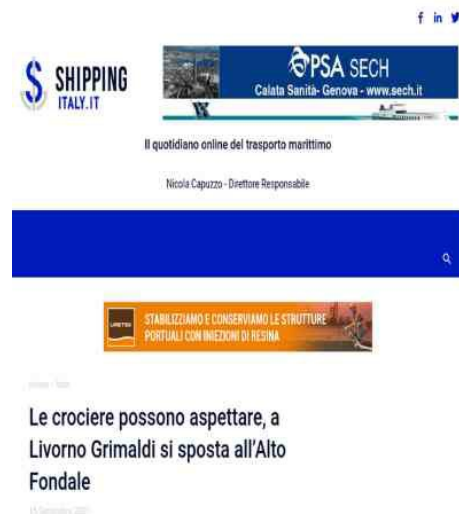 SHIPPING
ITALY.IT
PSA SECH
Calata Sanità- Genova - www.sech.it
Il quotidiano online del trasporto marittimo
Nicola Capuzzo - Direttore Responsabile
URETEK
STABILIZZIAMO E CONSERVIAMO LE STRUTTURE
PORTUALI CON INIEZIONI DI RESINA
Le crociere possono aspettare, a
Livorno Grimaldi si sposta all'Alto
Fondale